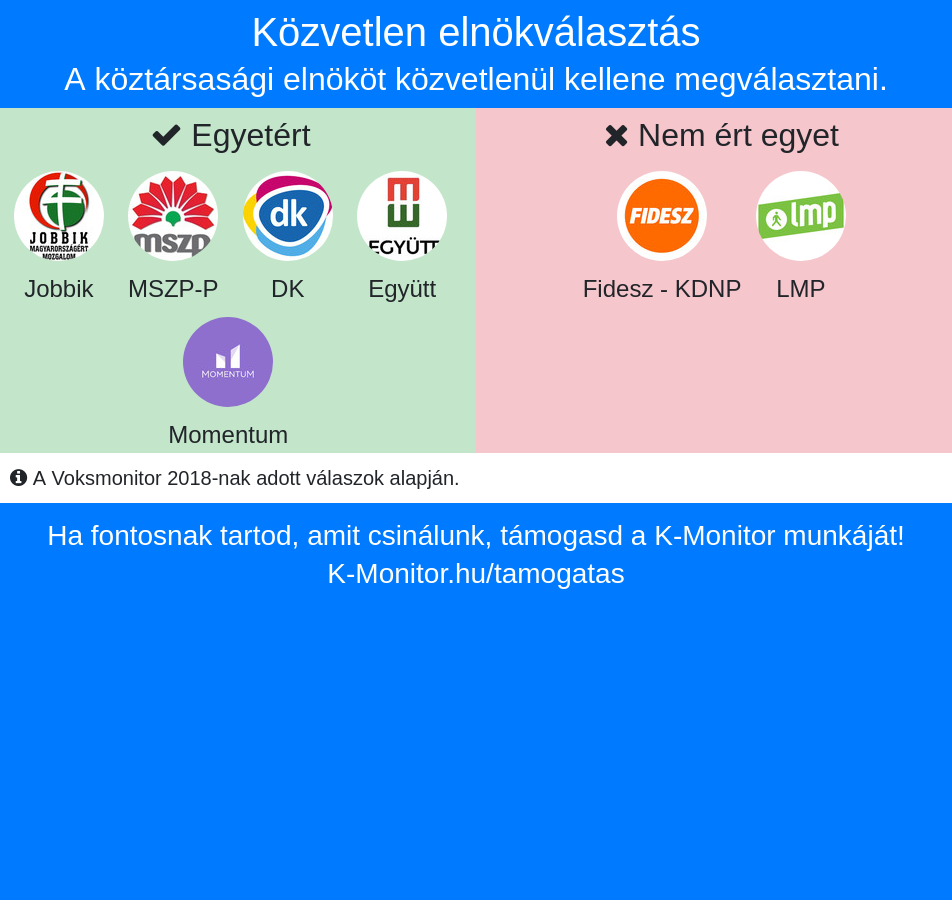 Közvetlen elnökválasztás
A köztársasági elnököt közvetlenül kellene megválasztani.
Egyetért
JOBBIK
MAGYARORSZÁGÉRT
MOZGALOM
mszp
dk
EGYÜTT
Jobbik MSZP-P DK Együtt
MOMENTUM
Momentum
Nem ért egyet
FIDESZ
lmp
Fidesz - KDNP LMP
A Voksmonitor 2018-nak adott válaszok alapján.
Ha fontosnak tartod, amit csinálunk, támogasd a K-Monitor munkáját!
K-Monitor.hu/tamogatas